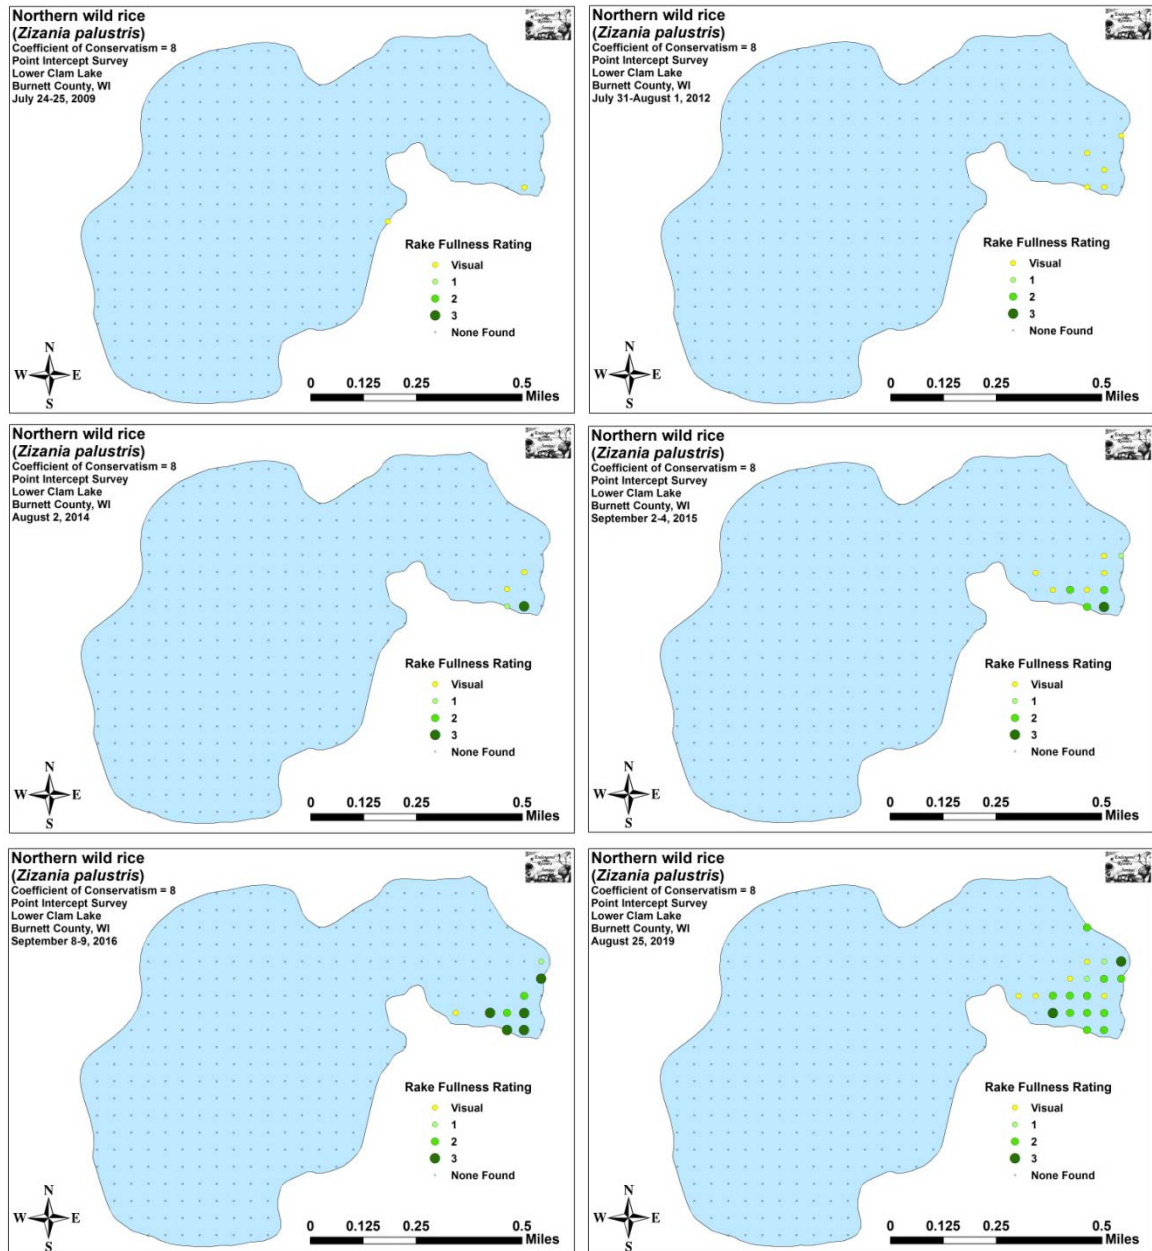 Northern wild rice
(Zizania palustris)
Coefficient of Conservatism = 8
Point Intercept Survey
Lower Clam Lake
Burnett County, WI
July 24-25, 2009
Rake Fullness Rating
Visual
1
2
3
None Found
N
W E
S
0 0.125 0.25 0.5
Miles
Northern wild rice
(Zizania palustris)
Coefficient of Conservatism = 8
Point Intercept Survey
Lower Clam Lake
Burnett County, WI
July 31-August 1, 2012
Rake Fullness Rating
Visual
1
2
3
None Found
N
W E
S
0 0.125 0.25 0.5
Miles
Northern wild rice
(Zizania palustris)
Coefficient of Conservatism = 8
Point Intercept Survey
Lower Clam Lake
Burnett County, WI
August 2, 2014
Rake Fullness Rating
Visual
1
2
3
None Found
N
W E
S
0 0.125 0.25 0.5
Miles
Northern wild rice
(Zizania palustris)
Coefficient of Conservatism = 8
Point Intercept Survey
Lower Clam Lake
Burnett County, WI
September 2-4, 2015
Rake Fullness Rating
Visual
1
2
3
None Found
N
W E
S
0 0.125 0.25 0.5
Miles
Northern wild rice
(Zizania palustris)
Coefficient of Conservatism = 8
Point Intercept Survey
Lower Clam Lake
Burnett County, WI
September 8-9, 2016
Rake Fullness Rating
Visual
1
2
3
None Found
N
W E
S
0 0.125 0.25 0.5
Miles
Northern wild rice
(Zizania palustris)
Coefficient of Conservatism = 8
Point Intercept Survey
Lower Clam Lake
Burnett County, WI
August 25, 2019
Rake Fullness Rating
Visual
1
2
3
None Found
N
W E
S
0 0.125 0.25 0.5
Miles